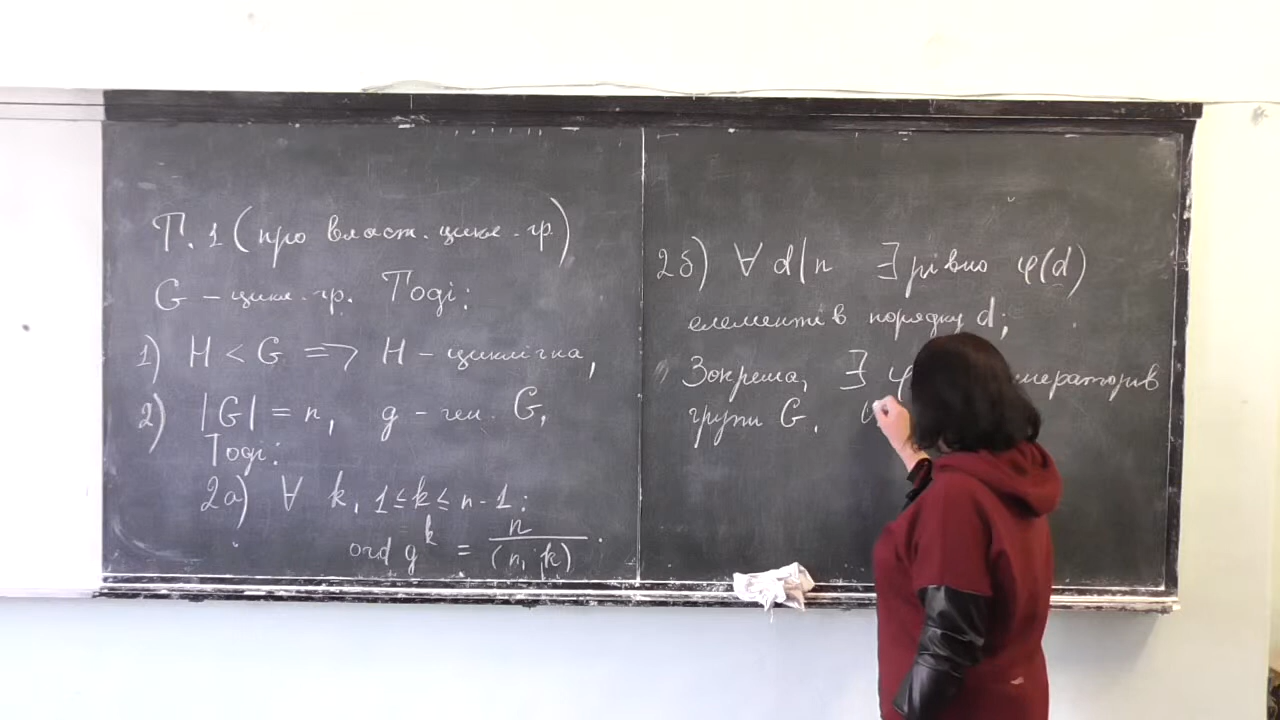 Т.1 (про власт. цикл. гр.)
G – цикл. гр. Тоді:
1) H < G ⇒ H – циклічна,
2) |G| = n, g – ген. G,
Тоді:
2а) ∀ k, 1 ≤ k ≤ n-1:
ord g^k = n/(n, k).
2б) ∀ d|n ∃ рівно φ(d)
елементів порядку d;
Зокрема, ∃
групи G.